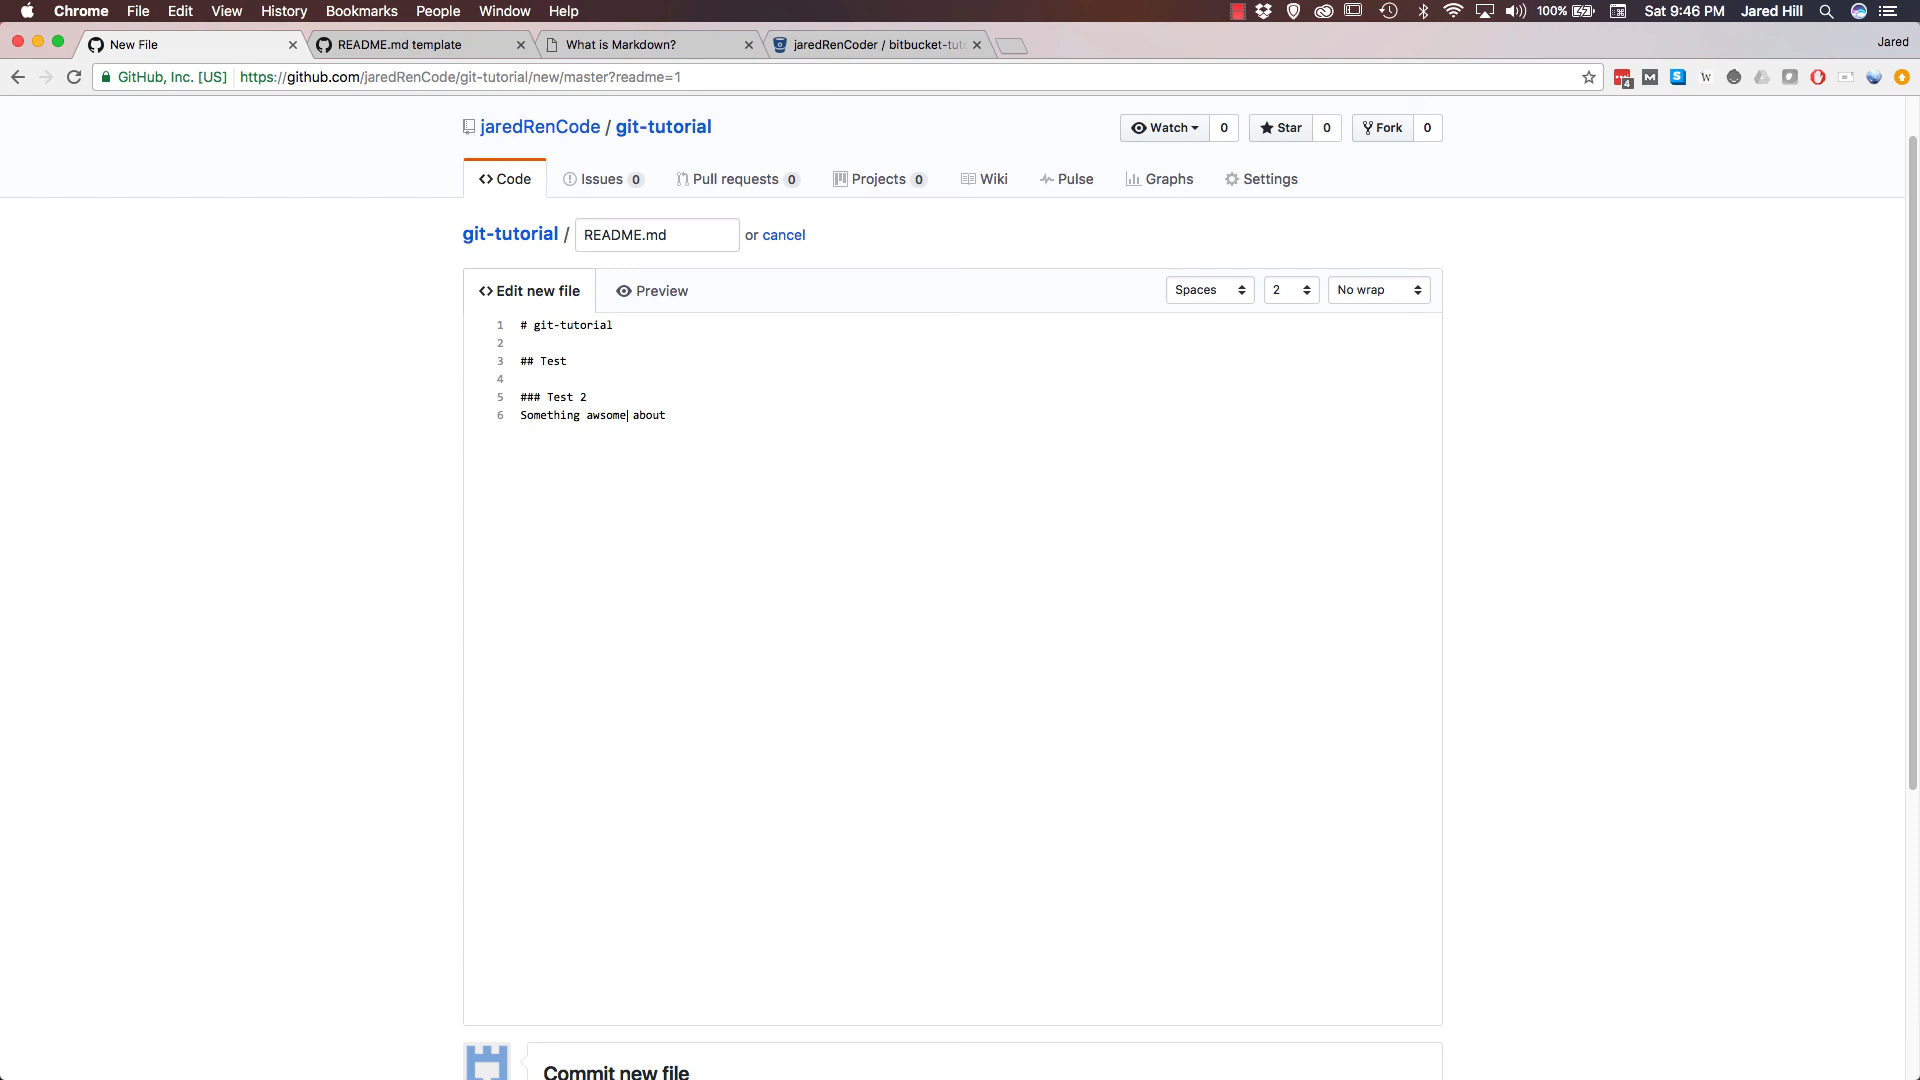 Chrome File Edit View History Bookmarks People Window Help 100% Sat 9:46 PM Jared Hill
New File README.md template What is Markdown? jaredRenCoder / bitbucket-tuto Jared
GitHub, Inc. [US] https://github.com/jaredRenCode/git-tutorial/new/master?readme=1
jaredRenCode / git-tutorial Watch 0 Star 0 Fork 0
Code Issues 0 Pull requests 0 Projects 0 Wiki Pulse Graphs Settings
git-tutorial / README.md or cancel
Edit new file Preview Spaces 2 No wrap
1 # git-tutorial
2
3 ## Test
4
5 ### Test 2
6 Something awsome about
Commit new file